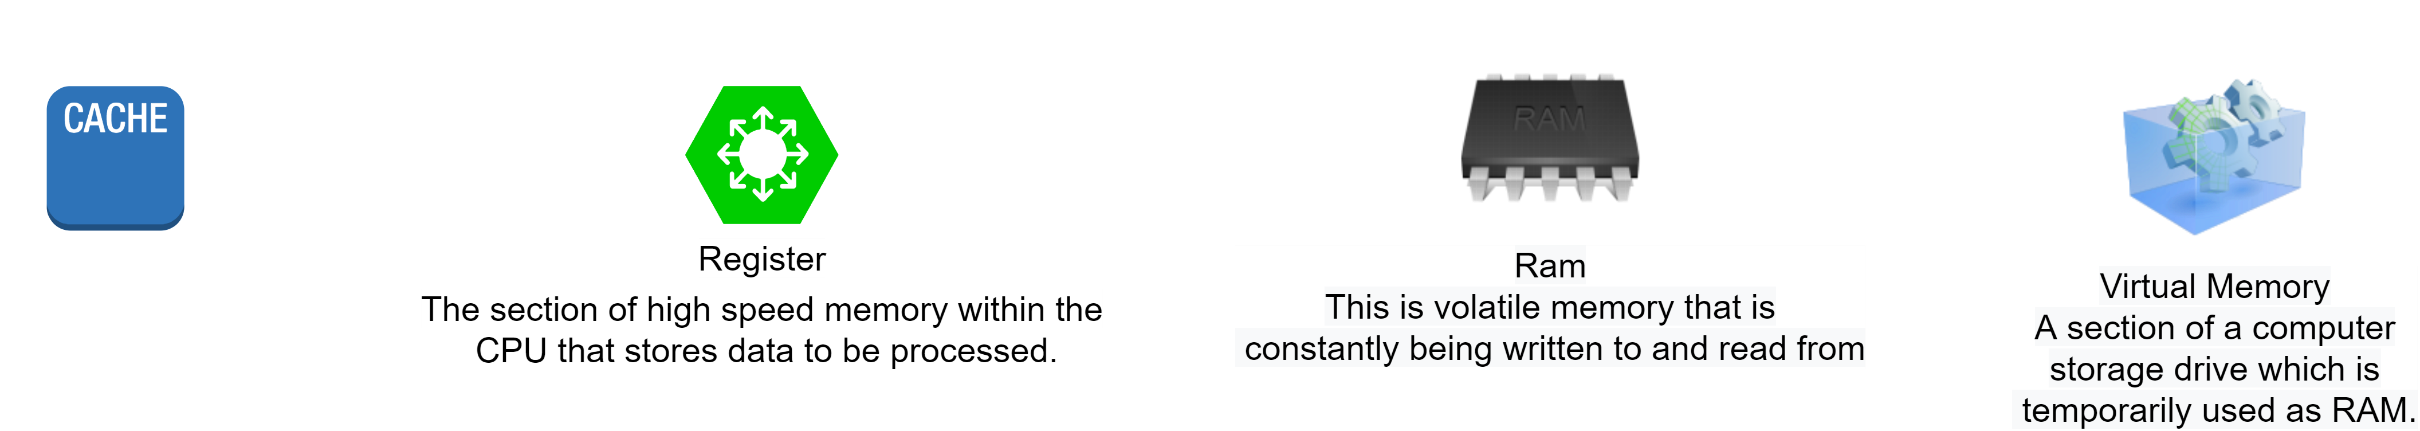 CACHE
Register
The section of high speed memory within the
CPU that stores data to be processed.
RAM
Ram
This is volatile memory that is
constantly being written to and read from
Virtual Memory
A section of a computer
storage drive which is
temporarily used as RAM.